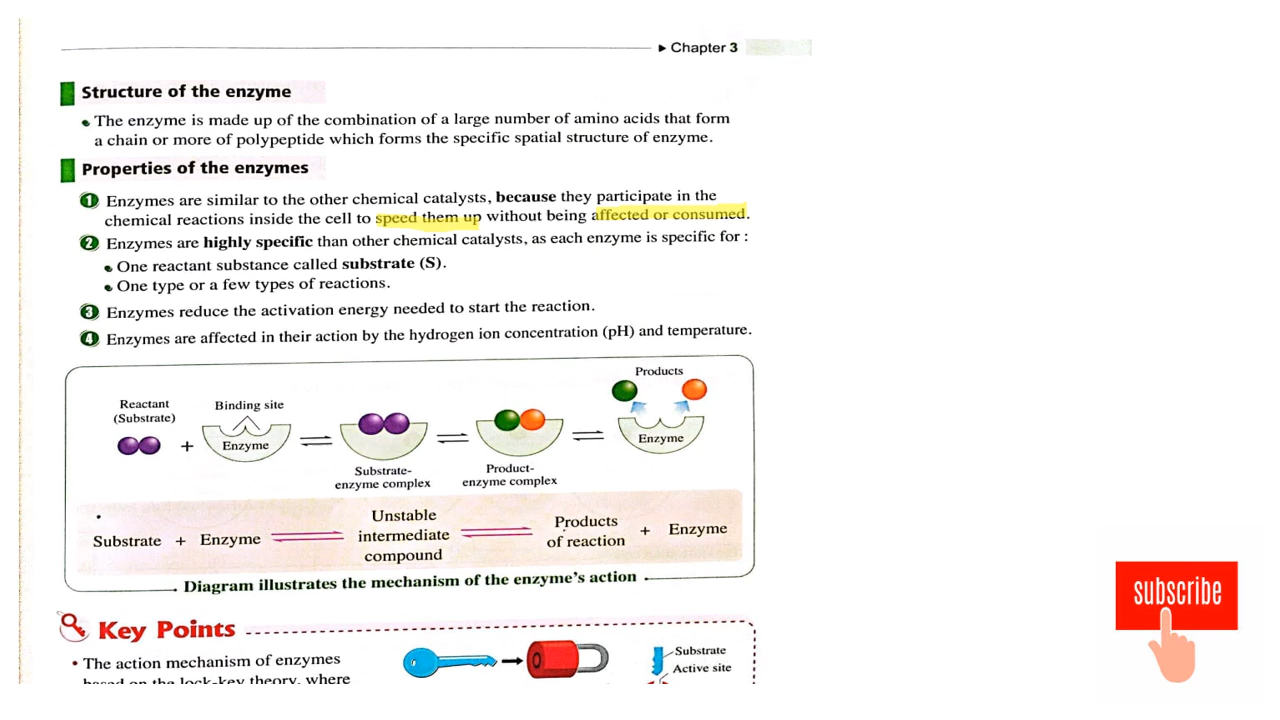 ► Chapter 3
Structure of the enzyme
• The enzyme is made up of the combination of a large number of amino acids that form
a chain or more of polypeptide which forms the specific spatial structure of enzyme.
Properties of the enzymes
1 Enzymes are similar to the other chemical catalysts, because they participate in the
chemical reactions inside the cell to speed them up without being affected or consumed.
2 Enzymes are highly specific than other chemical catalysts, as each enzyme is specific for :
• One reactant substance called substrate (S).
• One type or a few types of reactions.
3 Enzymes reduce the activation energy needed to start the reaction.
4 Enzymes are affected in their action by the hydrogen ion concentration (pH) and temperature.
Products
Reactant
(Substrate)
Binding site
+
Enzyme
Enzyme
Substrate-
enzyme complex
Product-
enzyme complex
Substrate + Enzyme
Unstable
intermediate
compound
Products
of reaction
+ Enzyme
Diagram illustrates the mechanism of the enzyme's action
subscribe
Key Points
• The action mechanism of enzymes
based on the lock-key theory, where
Substrate
Active site